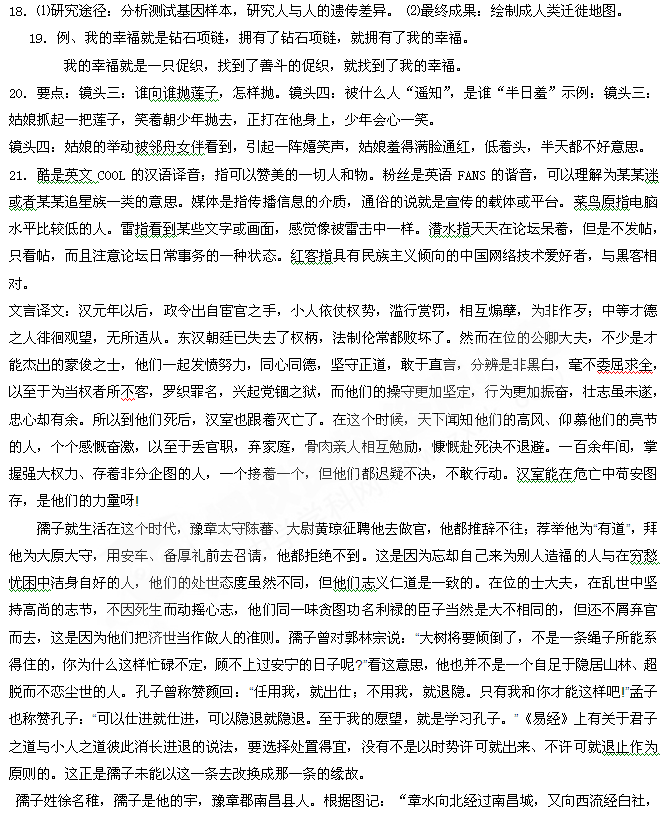 18. ⑴研究途径：分析测试基因样本，研究人与人的遗传差异。 ⑵最终成果：绘制成人类迁徙地图。
19. 例、我的幸福就是钻石项链，拥有了钻石项链，就拥有了我的幸福。
我的幸福就是一只促织，找到了善斗的促织，就找到了我的幸福。
20. 要点：镜头三：谁向谁抛莲子，怎样抛。镜头四：被什么人“遥知”，是谁“半日羞”示例：镜头三：
姑娘抓起一把莲子，笑着朝少年抛去，正打在他身上，少年会心一笑。
镜头四：姑娘的举动被邻舟女伴看到，引起一阵嬉笑声，姑娘羞得满脸通红，低着头，半天都不好意思。
21. 酷是英文 COOL 的汉语译音；指可以赞美的一切人和物。粉丝是英语 FANS 的谐音，可以理解为某某迷
或者某某追星族一类的意思。媒体是指传播信息的介质，通俗的说就是宣传的载体或平台。菜鸟原指电脑
水平比较低的人。雷指看到某些文字或画面，感觉像被雷击中一样。潜水指天天在论坛呆着，但是不发帖，
只看帖，而且注意论坛日常事务的一种状态。红客指具有民族主义倾向的中国网络技术爱好者，与黑客相
对。
文言译文：汉元年以后，政令出自宦官之手，小人依仗权势，滥行赏罚，相互煽孽，为非作歹；中等才德
之人徘徊观望，无所适从。东汉朝廷已失去了权柄，法制伦常都败坏了。然而在位的公卿大夫，不少是才
能杰出的豪俊之士，他们一起发愤努力，同心同德，坚守正道，敢于直言，分辨是非黑白，毫不委屈求全，
以至于为当权者所不客，罗织罪名，兴起党锢之狱，而他们的操守更加坚定，行为更加振奋，壮志虽未遂，
忠心却有余。所以到他们死后，汉室也跟着灭亡了。在这个时候，天下闻知他们的高风、仰慕他们的亮节
的人，个个感慨奋激，以至于丢官职，弃家庭，骨肉亲人相互勉励，慷慨赴死决不退避。一百余年间，掌
握强大权力、存着非分企图的人，一个接着一个，但他们都迟疑不决，不敢行动。汉室能在危亡中苟安图
存，是他们的力量呀!
孺子就生活在这个时代，豫章太守陈蕃、大尉黄琼征聘他去做官，他都推辞不往；荐举他为“有道”，拜
他为大原大守，用安车、备厚礼前去召请，他都拒绝不到。这是因为忘却自己来为别人造福的人与在穷愁
忧困中洁身自好的人，他们的处世态度虽然不同，但他们志义仁道是一致的。在位的士大夫，在乱世中坚
持高尚的志节，不因死生而动摇心志，他们同一味贪图功名利禄的臣子当然是大不相同的，但还不屑弃官
而去，这是因为他们把济世当作做人的准则。孺子曾对郭林宗说：“大树将要倾倒了，不是一绳子所能系
得住的，你为什么这样忙碌不定，顾不上过安宁的日子呢?”看这意思，他也并不是一个自足于隐居山林、超
脱而不恋尘世的人。孔子曾称赞颜回：“任用我，就出仕；不用我，就退隐。只有我和你才能这样吧!”孟子
也称赞孔子：“可以仕进就仕进，可以隐退就隐退。至于我的愿望，就是学习孔子。”《易经》上有关于君子
之道与小人之道彼此消长进退的说法，要选择处置得宜，没有不是以时势许可就出来、不许可就退止作为
原则的。这正是孺子未能以这一条去改换成那一条的缘故。
孺子姓徐名稚，孺子是他的宇，豫章郡南昌县人。根据图记：“章水向北经过南昌城，又向西流经白社，